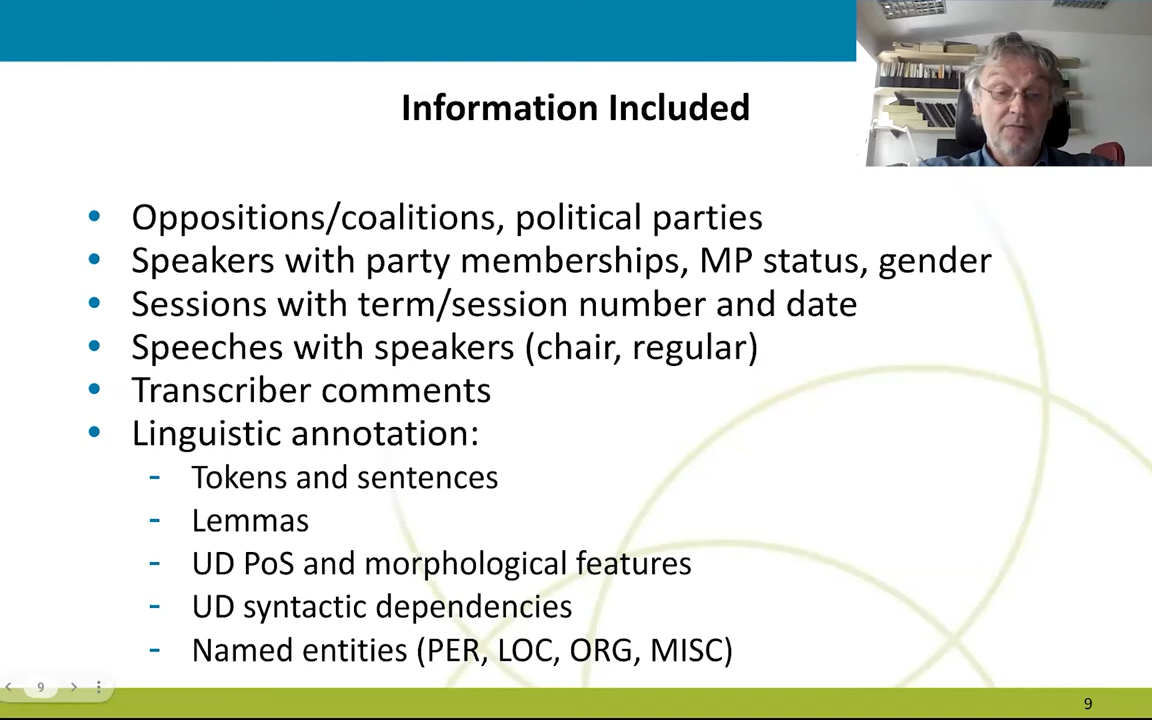 Information Included
• Oppositions/coalitions, political parties
• Speakers with party memberships, MP status, gender
• Sessions with term/session number and date
• Speeches with speakers (chair, regular)
• Transcriber comments
• Linguistic annotation:
- Tokens and sentences
- Lemmas
- UD PoS and morphological features
- UD syntactic dependencies
- Named entities (PER, LOC, ORG, MISC)
9
9